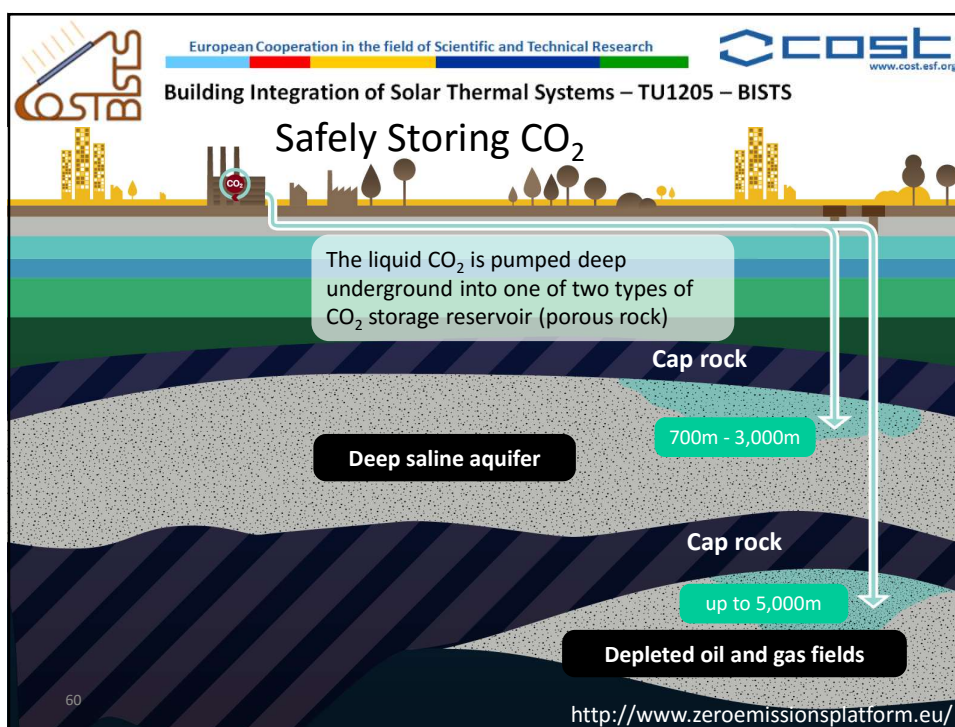 COST BISTS
European Cooperation in the field of Scientific and Technical Research
cost
www.cost.esf.org
Building Integration of Solar Thermal Systems – TU1205 – BISTS
Safely Storing CO₂
CO₂
The liquid CO₂ is pumped deep
underground into one of two types of
CO₂ storage reservoir (porous rock)
Cap rock
700m - 3,000m
Deep saline aquifer
Cap rock
up to 5,000m
Depleted oil and gas fields
60
http://www.zeroemissionsplatform.eu/